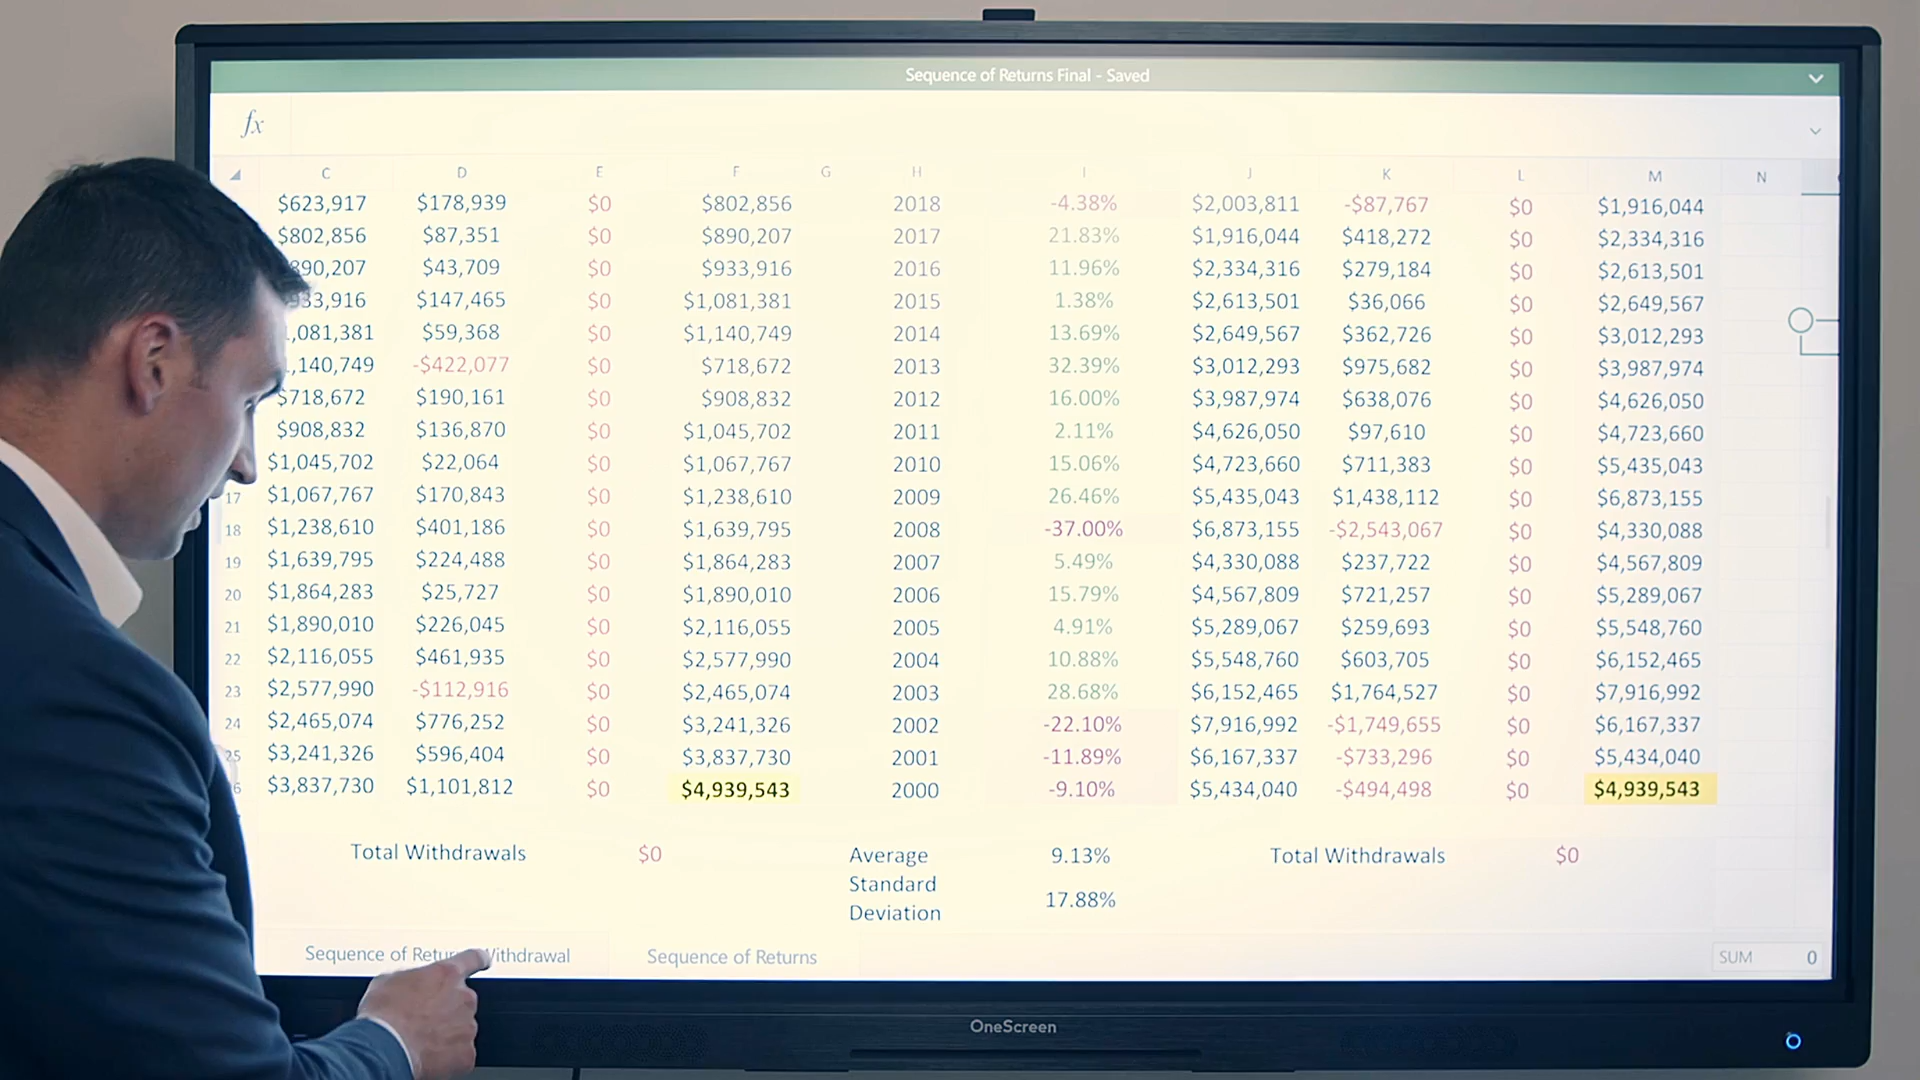 Sequence of Returns Final - Saved
fx
C D E F G H I J K L M N
$623,917 $178,939 $0 $802,856 2018 -4.38% $2,003,811 -$87,767 $0 $1,916,044
$802,856 $87,351 $0 $890,207 2017 21.83% $1,916,044 $418,272 $0 $2,334,316
890,207 $43,709 $0 $933,916 2016 11.96% $2,334,316 $279,184 $0 $2,613,501
933,916 $147,465 $0 $1,081,381 2015 1.38% $2,613,501 $36,066 $0 $2,649,567
,081,381 $59,368 $0 $1,140,749 2014 13.69% $2,649,567 $362,726 $0 $3,012,293
,140,749 -$422,077 $0 $718,672 2013 32.39% $3,012,293 $975,682 $0 $3,987,974
$718,672 $190,161 $0 $908,832 2012 16.00% $3,987,974 $638,076 $0 $4,626,050
$908,832 $136,870 $0 $1,045,702 2011 2.11% $4,626,050 $97,610 $0 $4,723,660
$1,045,702 $22,064 $0 $1,067,767 2010 15.06% $4,723,660 $711,383 $0 $5,435,043
17 $1,067,767 $170,843 $0 $1,238,610 2009 26.46% $5,435,043 $1,438,112 $0 $6,873,155
18 $1,238,610 $401,186 $0 $1,639,795 2008 -37.00% $6,873,155 -$2,543,067 $0 $4,330,088
19 $1,639,795 $224,488 $0 $1,864,283 2007 5.49% $4,330,088 $237,722 $0 $4,567,809
20 $1,864,283 $25,727 $0 $1,890,010 2006 15.79% $4,567,809 $721,257 $0 $5,289,067
21 $1,890,010 $226,045 $0 $2,116,055 2005 4.91% $5,289,067 $259,693 $0 $5,548,760
22 $2,116,055 $461,935 $0 $2,577,990 2004 10.88% $5,548,760 $603,705 $0 $6,152,465
23 $2,577,990 -$112,916 $0 $2,465,074 2003 28.68% $6,152,465 $1,764,527 $0 $7,916,992
24 $2,465,074 $776,252 $0 $3,241,326 2002 -22.10% $7,916,992 -$1,749,655 $0 $6,167,337
25 $3,241,326 $596,404 $0 $3,837,730 2001 -11.89% $6,167,337 -$733,296 $0 $5,434,040
6 $3,837,730 $1,101,812 $0 $4,939,543 2000 -9.10% $5,434,040 -$494,498 $0 $4,939,543
Total Withdrawals $0 Average 9.13% Total Withdrawals $0
Standard
Deviation 17.88%
Sequence of Retur Withdrawal Sequence of Returns SUM 0
OneScreen